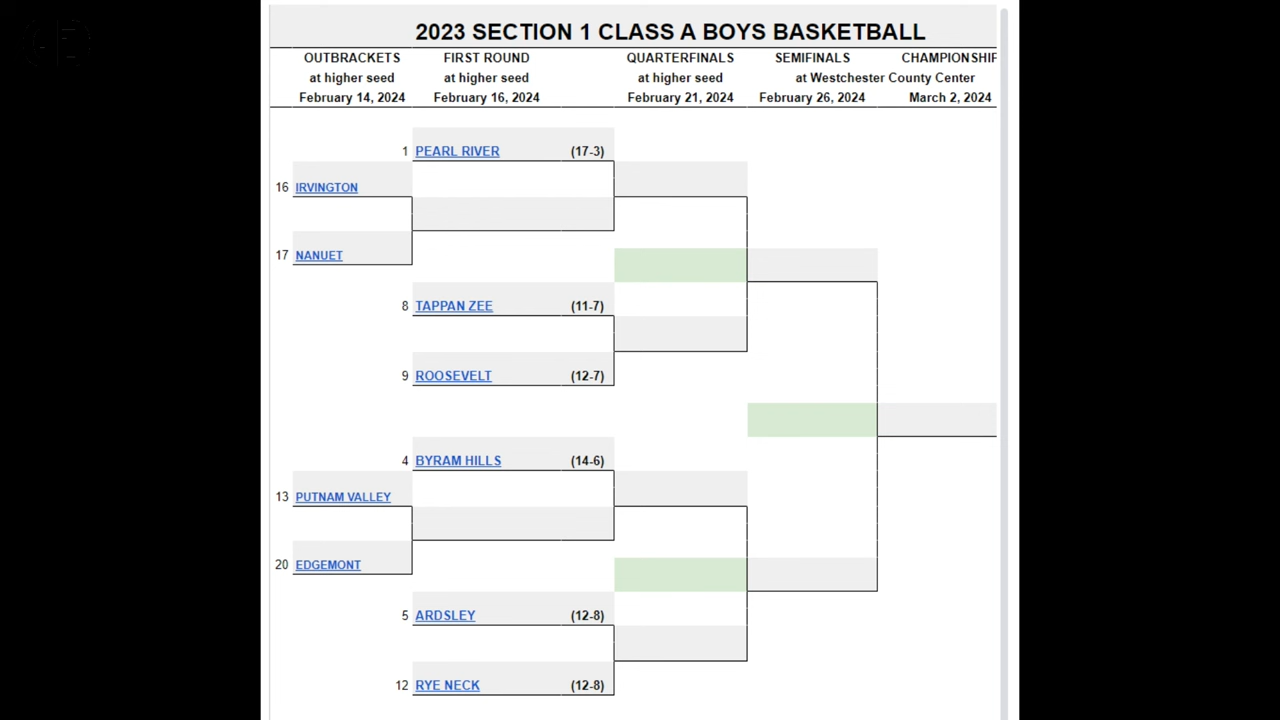 2023 SECTION 1 CLASS A BOYS BASKETBALL
OUTBRACKETS FIRST ROUND QUARTERFINALS SEMIFINALS CHAMPIONSHIP
at higher seed at higher seed at higher seed at Westchester County Center
February 14, 2024 February 16, 2024 February 21, 2024 February 26, 2024 March 2, 2024
1 PEARL RIVER (17-3)
16 IRVINGTON
17 NANUET
8 TAPPAN ZEE (11-7)
9 ROOSEVELT (12-7)
4 BYRAM HILLS (14-6)
13 PUTNAM VALLEY
20 EDGEMONT
5 ARDSLEY (12-8)
12 RYE NECK (12-8)